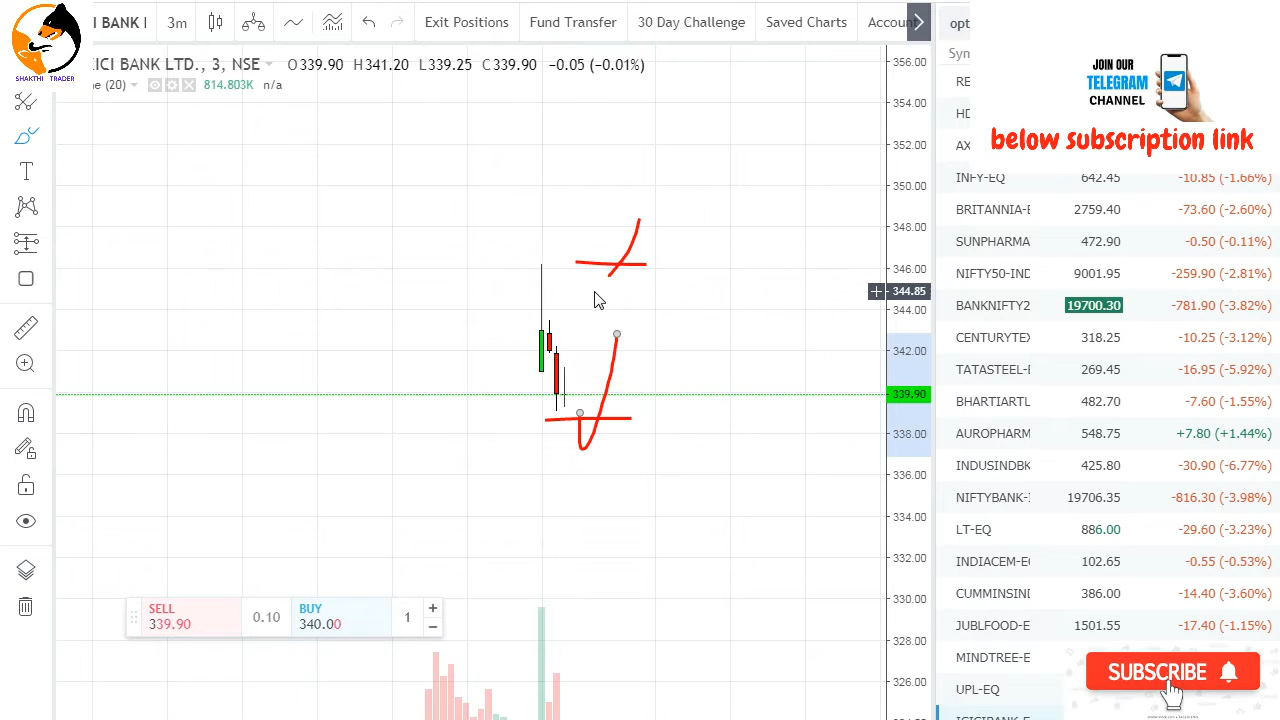 CI BANK I 3m Exit Positions Fund Transfer 30 Day Challenge Saved Charts Accoun opt
SHAKTHI TRADER
ICI BANK LTD., 3, NSE O339.90 H341.20 L339.25 C339.90 −0.05 (−0.01%)
ne (20) 814.803K n/a
Sym
JOIN OUR
TELEGRAM
CHANNEL
below subscription link
356.00
354.00
352.00
350.00
348.00
346.00
344.85
344.00
342.00
339.90
338.00
336.00
334.00
332.00
330.00
328.00
326.00
RE
HD
AX
INFY-EQ 642.45 -10.85 (-1.66%)
BRITANNIA-E 2759.40 -73.60 (-2.60%)
SUNPHARMA 472.90 -0.50 (-0.11%)
NIFTY50-IND 9001.95 -259.90 (-2.81%)
BANKNIFTY2 19700.30 -781.90 (-3.82%)
CENTURYTEX 318.25 -10.25 (-3.12%)
TATASTEEL-E 269.45 -16.95 (-5.92%)
BHARTIARTL 482.70 -7.60 (-1.55%)
AUROPHARM 548.75 +7.80 (+1.44%)
INDUSINDBK 425.80 -30.90 (-6.77%)
NIFTYBANK- 19706.35 -816.30 (-3.98%)
LT-EQ 886.00 -29.60 (-3.23%)
INDIACEM-E 102.65 -0.55 (-0.53%)
CUMMINSIND 386.00 -14.40 (-3.60%)
JUBLFOOD-E 1501.55 -17.40 (-1.15%)
MINDTREE-E
UPL-EQ
SELL
339.90
0.10
BUY
340.00
1
SUBSCRIBE